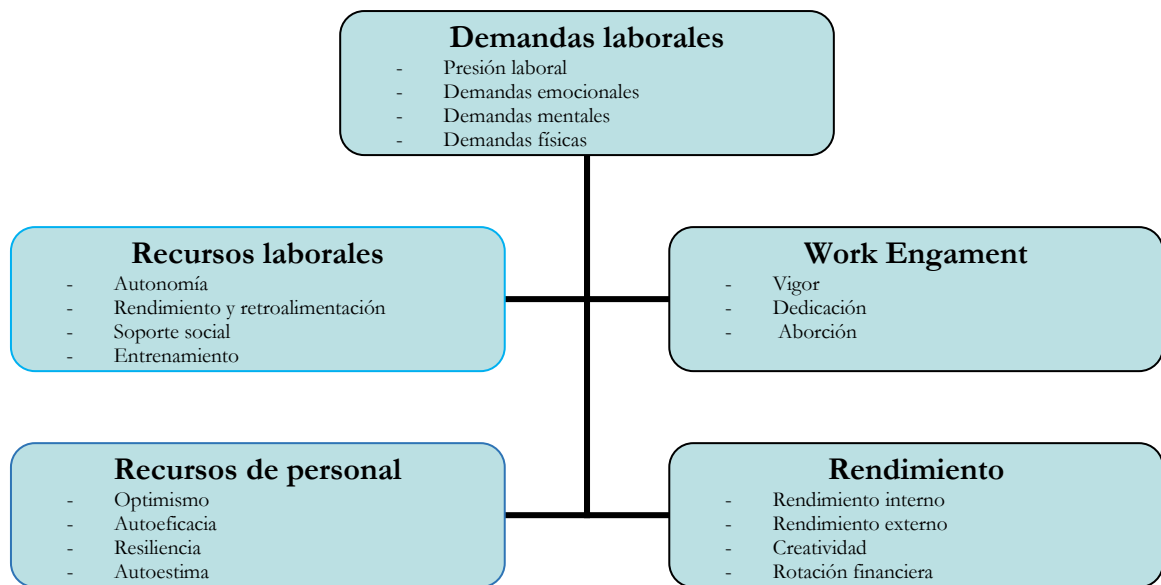 Demandas laborales
- Presión laboral
- Demandas emocionales
- Demandas mentales
- Demandas físicas
Recursos laborales
- Autonomía
- Rendimiento y retroalimentación
- Soporte social
- Entrenamiento
Work Engament
- Vigor
- Dedicación
- Aborción
Recursos de personal
- Optimismo
- Autoeficacia
- Resiliencia
- Autoestima
Rendimiento
- Rendimiento interno
- Rendimiento externo
- Creatividad
- Rotación financiera